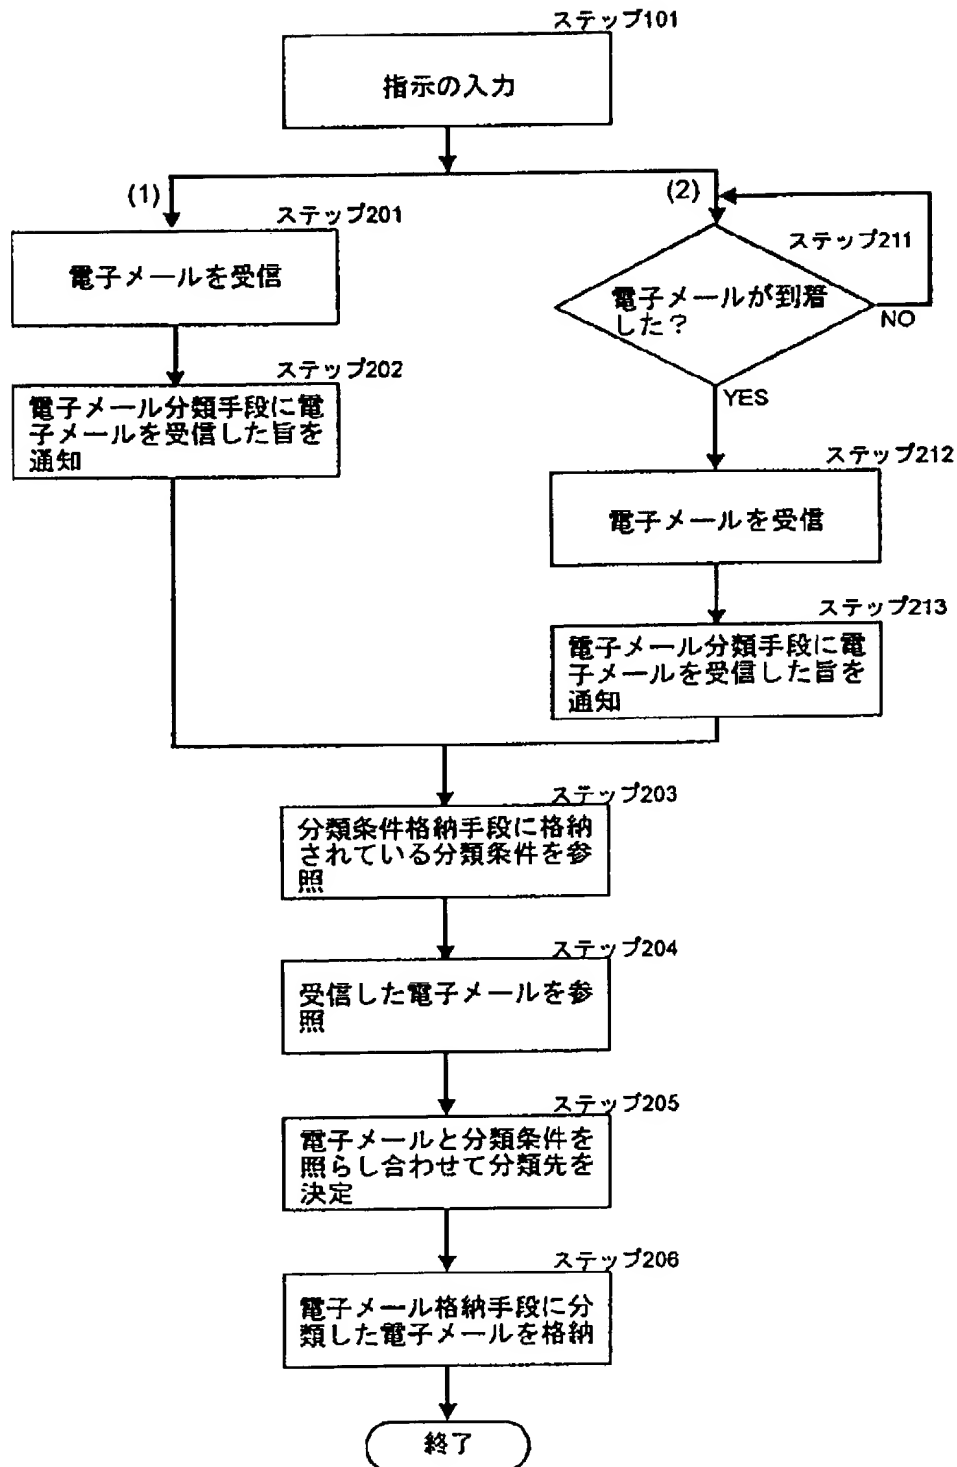 ステップ101
指示の入力
(1)
ステップ201
電子メールを受信
ステップ202
電子メール分類手段に電
子メールを受信した旨を
通知
(2)
ステップ211
電子メールが到着
した?
NO
YES
ステップ212
電子メールを受信
ステップ213
電子メール分類手段に電
子メールを受信した旨を
通知
ステップ203
分類条件格納手段に格納
されている分類条件を参
照
ステップ204
受信した電子メールを参
照
ステップ205
電子メールと分類条件を
照らし合わせて分類先を
決定
ステップ206
電子メール格納手段に分
類した電子メールを格納
終了